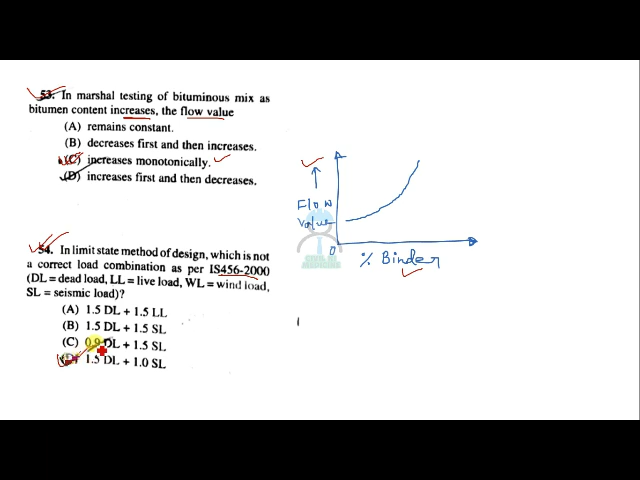 53. In marshal testing of bituminous mix as
bitumen content increases, the flow value
(A) remains constant.
(B) decreases first and then increases.
(C) increases monotonically.
(D) increases first and then decreases.
54. In limit state method of design, which is not
a correct load combination as per IS456-2000
(DL = dead load, LL = live load, WL = wind load,
SL = seismic load)?
(A) 1.5 DL + 1.5 LL
(B) 1.5 DL + 1.5 SL
(C) 0.9 DL + 1.5 SL
(D) 1.5 DL + 1.0 SL
Flow
Value
0
% Binder